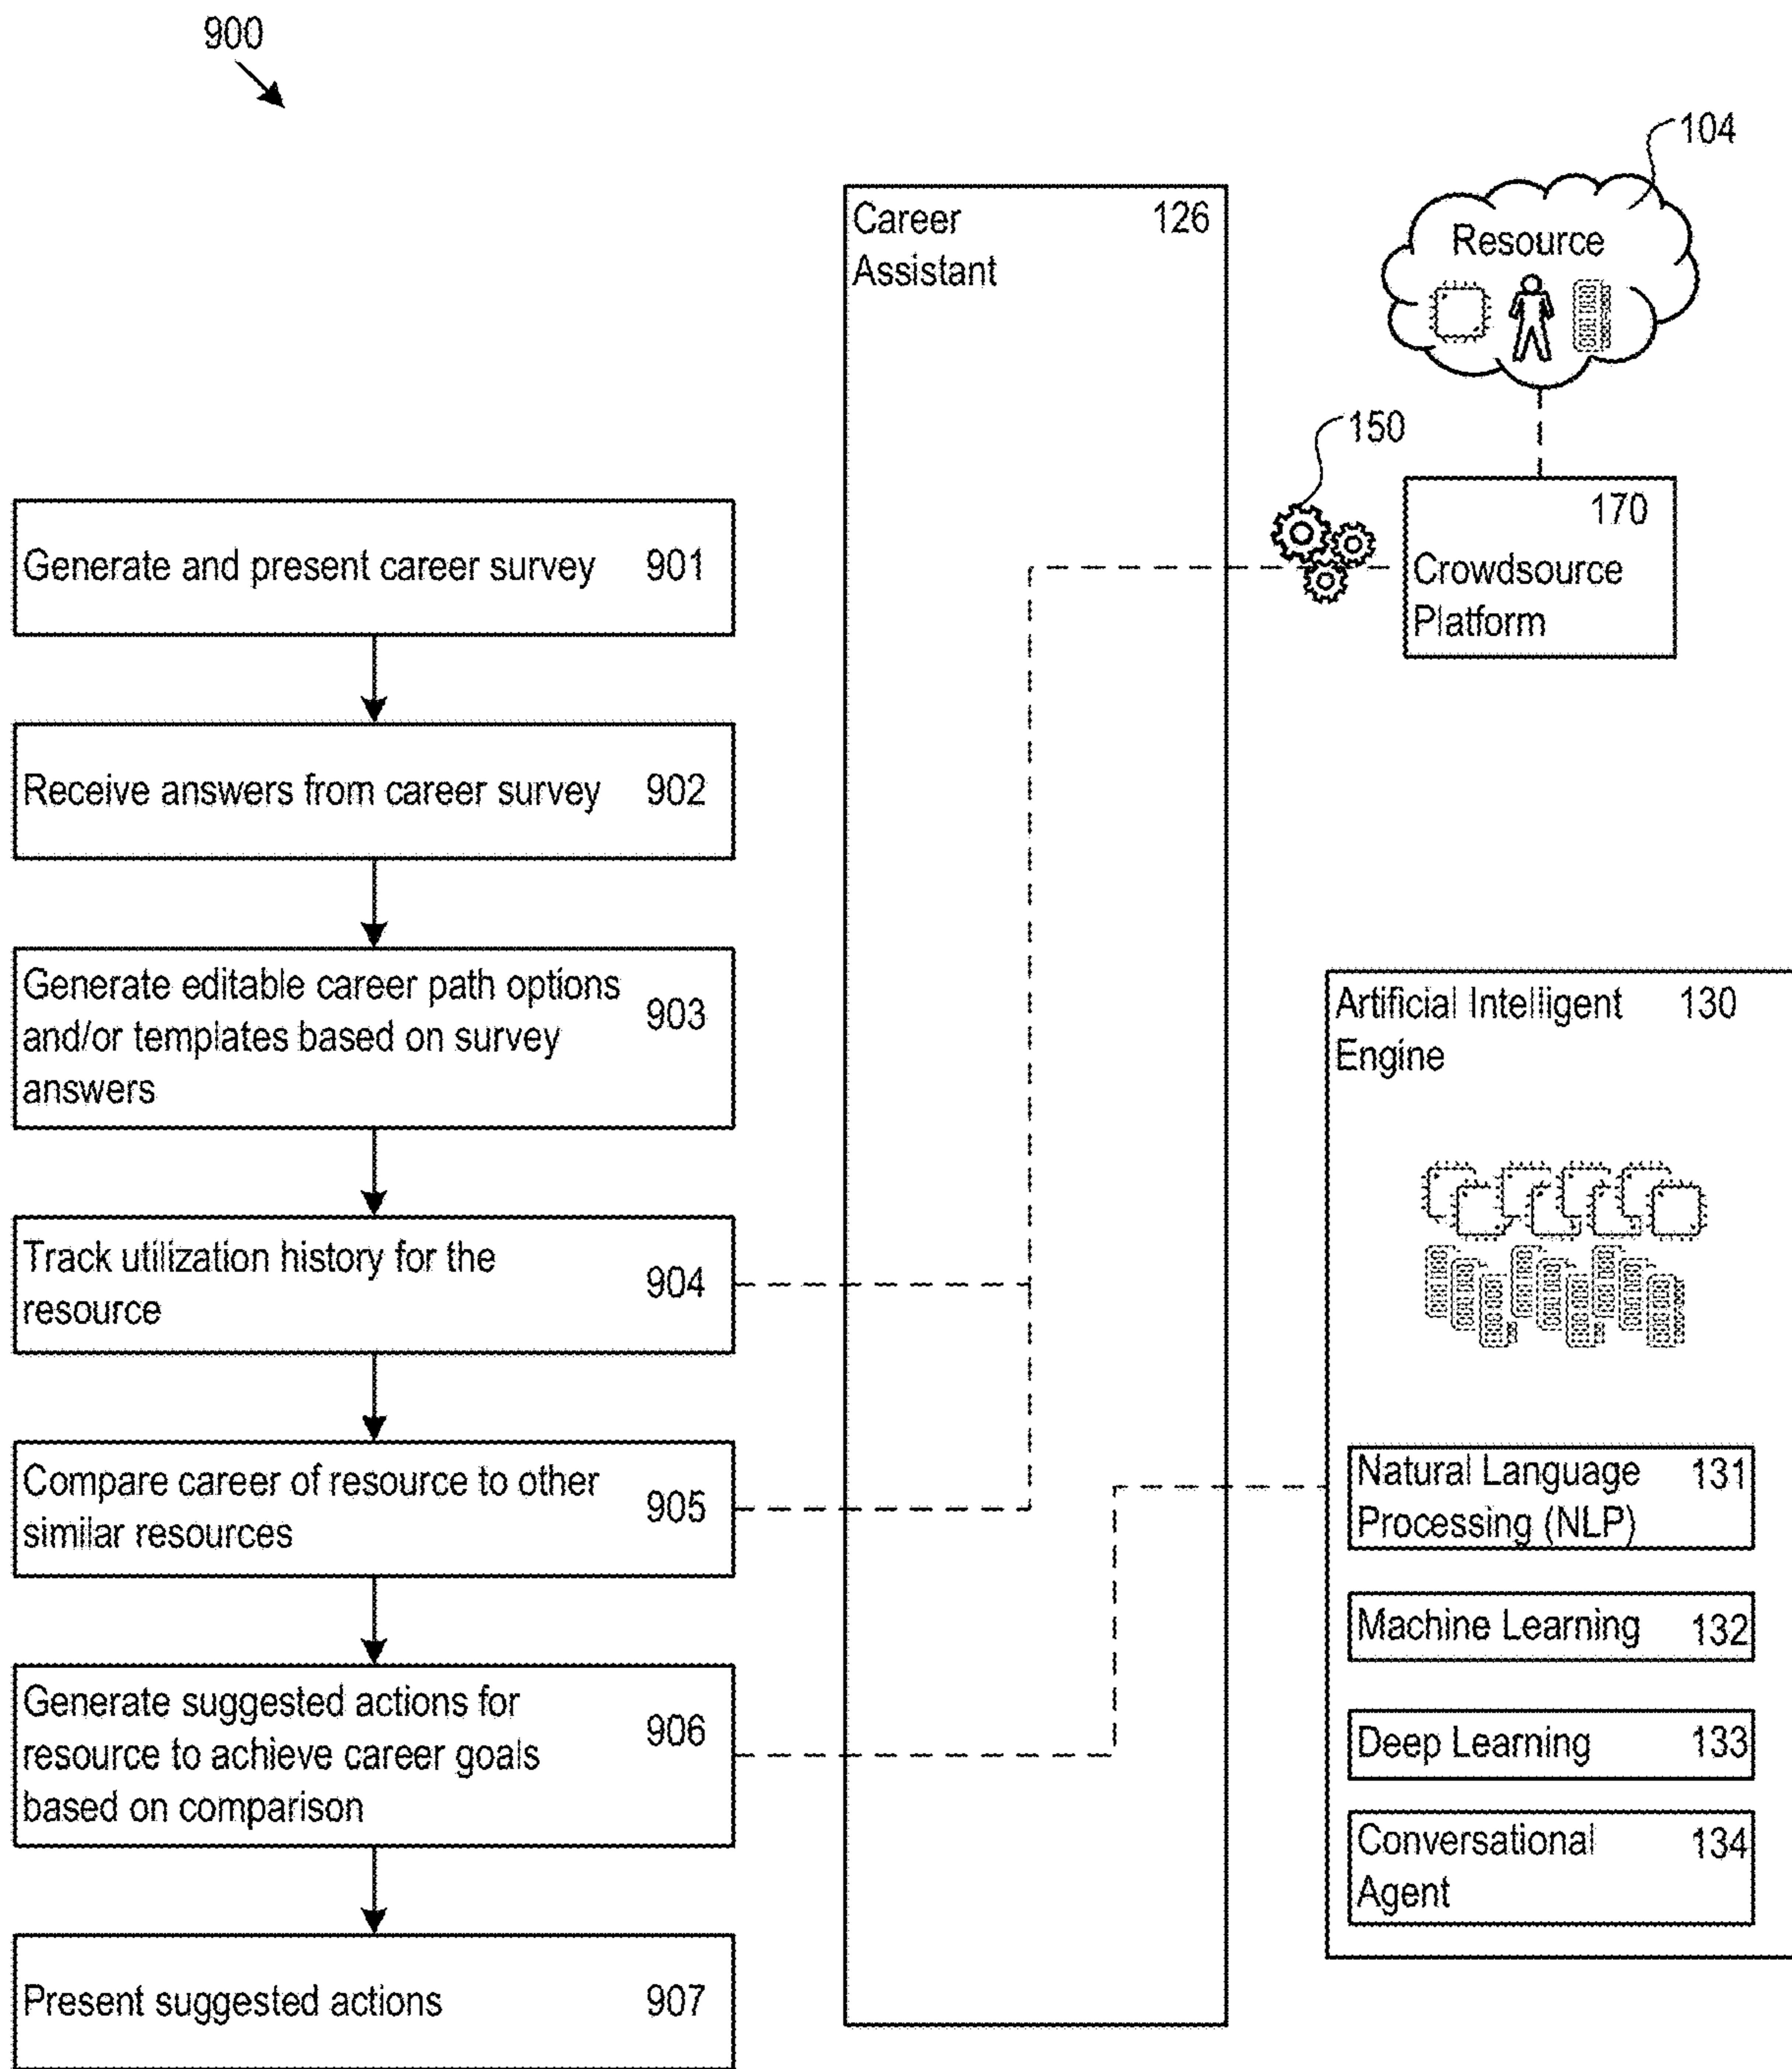 900
104
Career 126
Assistant
Resource
150
170
Crowdsource
Platform
Generate and present career survey 901
Receive answers from career survey 902
Generate editable career path options
and/or templates based on survey
answers
903
Artificial Intelligent 130
Engine
Track utilization history for the
resource
904
Compare career of resource to other
similar resources
905
Natural Language 131
Processing (NLP)
Machine Learning 132
Generate suggested actions for
resource to achieve career goals
based on comparison
906
Deep Learning 133
Conversational 134
Agent
Present suggested actions 907